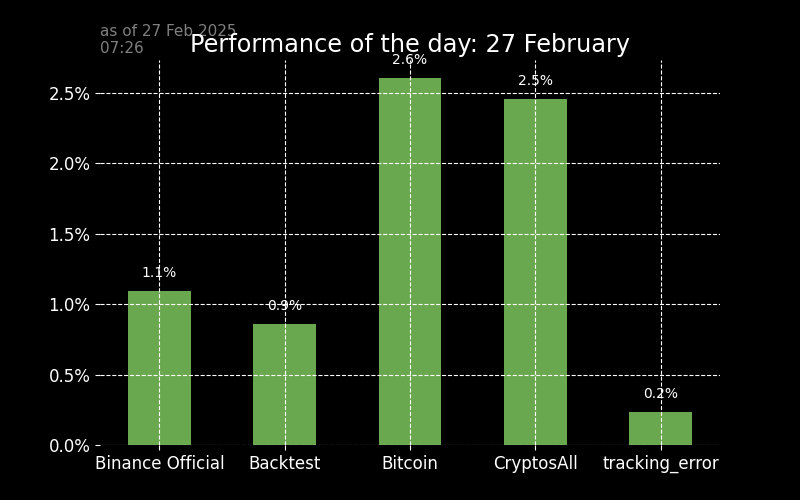 as of 27 Feb 2025
07:26
Performance of the day: 27 February
2.6%
2.5%
1.1%
0.9%
0.2%
2.5%
2.0%
1.5%
1.0%
0.5%
0.0%
Binance Official
Backtest
Bitcoin
CryptosAll
tracking_error